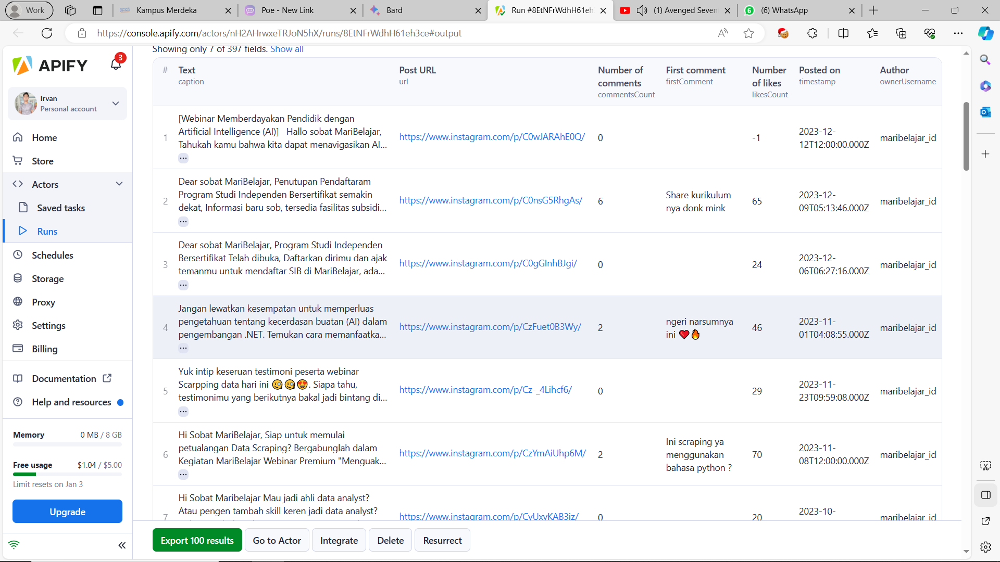 Work
Kampus Merdeka
Poe - New Link
Bard
Run #8EtNFrWdhH61eh
(1) Avenged Seven
(6) WhatsApp
https://console.apify.com/actors/nH2AHrwxeTRJoN5hX/runs/8EtNFrWdhH61eh3ce#output
APIFY
3
Irvan
Personal account
Home
Store
Actors
Saved tasks
Runs
Schedules
Storage
Proxy
Settings
Billing
Documentation
Help and resources
Memory 0 MB / 8 GB
Free usage $1.04 / $5.00
Limit resets on Jan 3
Upgrade
Showing only 7 of 397 fields. Show all
#
Text
caption
Post URL
url
Number of
comments
commentsCount
First comment
firstComment
Number
of likes
likesCount
Posted on
timestamp
Author
ownerUsername
1
[Webinar Memberdayakan Pendidik dengan
Artificial Intelligence (AI)] Hallo sobat MariBelajar,
Tahukah kamu bahwa kita dapat menavigasikan AI...
...
https://www.instagram.com/p/C0wJARAhE0Q/
0
-1
2023-12-
12T12:00:00.000Z
maribelajar_id
2
Dear sobat MariBelajar, Penutupan Pendaftaram
Program Studi Independen Bersertifikat semakin
dekat, Informasi baru sob, tersedia fasilitas subsidi...
...
https://www.instagram.com/p/C0nsG5RhgAs/
6
Share kurikulum
nya donk mink
65
2023-12-
09T05:13:46.000Z
maribelajar_id
3
Dear sobat MariBelajar, Program Studi Independen
Bersertifikat Telah dibuka, Daftarkan dirimu dan ajak
temanmu untuk mendaftar SIB di MariBelajar, ada...
...
https://www.instagram.com/p/C0gGInhBJgi/
0
24
2023-12-
06T06:27:16.000Z
maribelajar_id
4
Jangan lewatkan kesempatan untuk memperluas
pengetahuan tentang kecerdasan buatan (AI) dalam
pengembangan .NET. Temukan cara memanfaatka...
...
https://www.instagram.com/p/CzFuet0B3Wy/
2
ngeri narsumnya
ini ❤️🔥
46
2023-11-
01T04:08:55.000Z
maribelajar_id
5
Yuk intip keseruan testimoni peserta webinar
Scarpping data hari ini 🧐🧐😍. Siapa tahu,
testimonimu yang berikutnya bakal jadi bintang di...
...
https://www.instagram.com/p/Cz-_4Lihcf6/
0
29
2023-11-
23T09:59:08.000Z
maribelajar_id
6
Hi Sobat MariBelajar, Siap untuk memulai
petualangan Data Scraping? Bergabunglah dalam
Kegiatan MariBelajar Webinar Premium "Menguak...
...
https://www.instagram.com/p/CzYmAiUhp6M/
2
Ini scraping ya
menggunakan
bahasa python ?
70
2023-11-
08T12:00:00.000Z
maribelajar_id
7
Hi Sobat Maribelajar Mau jadi ahli data analyst?
Atau pengen tambah skill keren jadi data analyst?
https://www.instagram.com/p/CyUxyKAB3iz/
0
20
2023-10-
maribelajar_id
Export 100 results
Go to Actor
Integrate
Delete
Resurrect